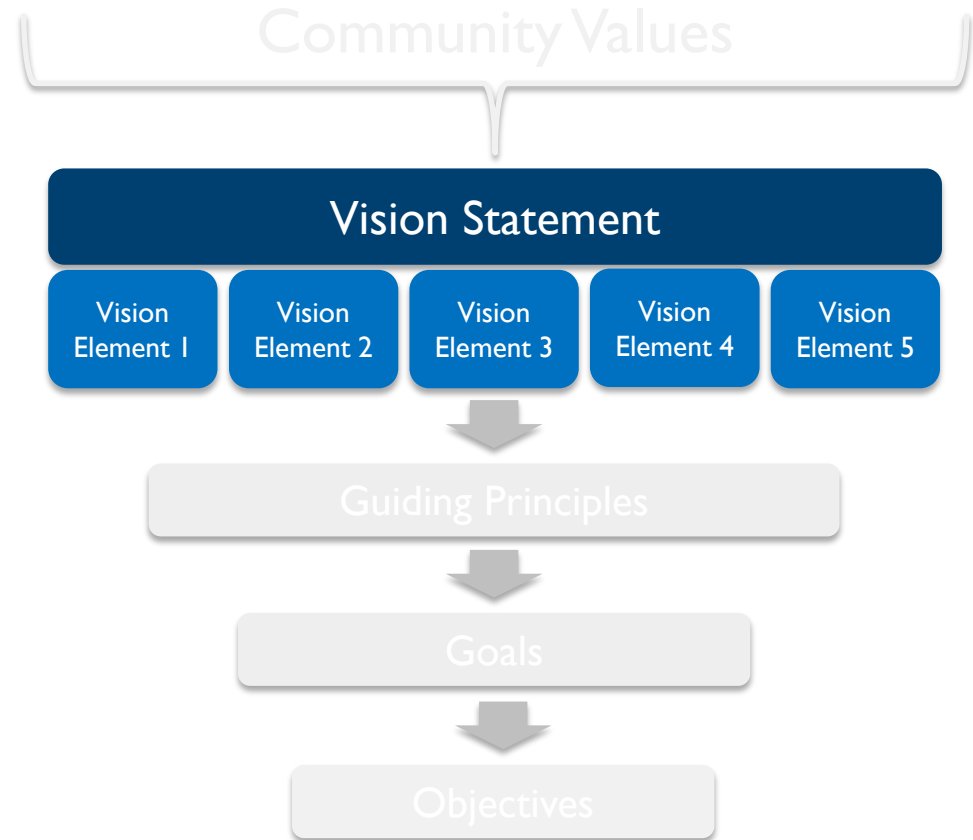 Community Values
Vision Statement
Vision
Element 1
Vision
Element 2
Vision
Element 3
Vision
Element 4
Vision
Element 5
Guiding Principles
Goals
Objectives